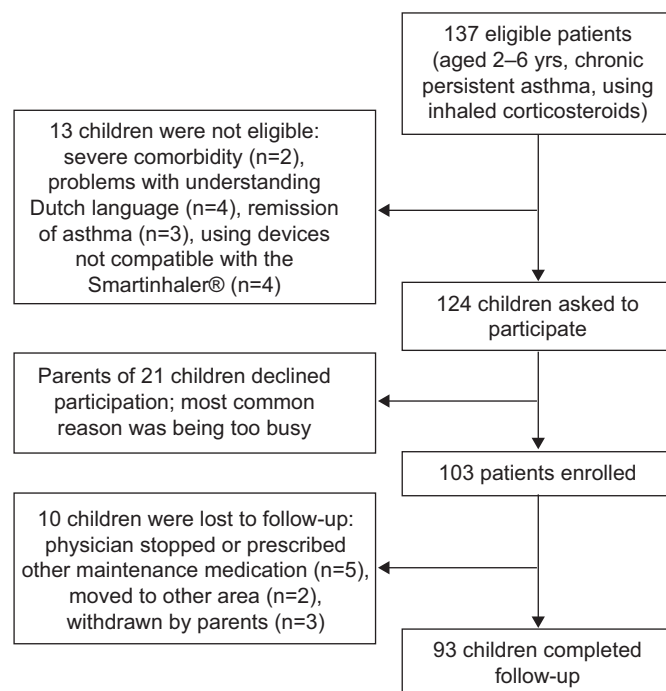 137 eligible patients
(aged 2–6 yrs, chronic
persistent asthma, using
inhaled corticosteroids)
13 children were not eligible:
severe comorbidity (n=2),
problems with understanding
Dutch language (n=4), remission
of asthma (n=3), using devices
not compatible with the
Smartinhaler® (n=4)
124 children asked to
participate
Parents of 21 children declined
participation; most common
reason was being too busy
103 patients enrolled
10 children were lost to follow-up:
physician stopped or prescribed
other maintenance medication (n=5),
moved to other area (n=2),
withdrawn by parents (n=3)
93 children completed
follow-up